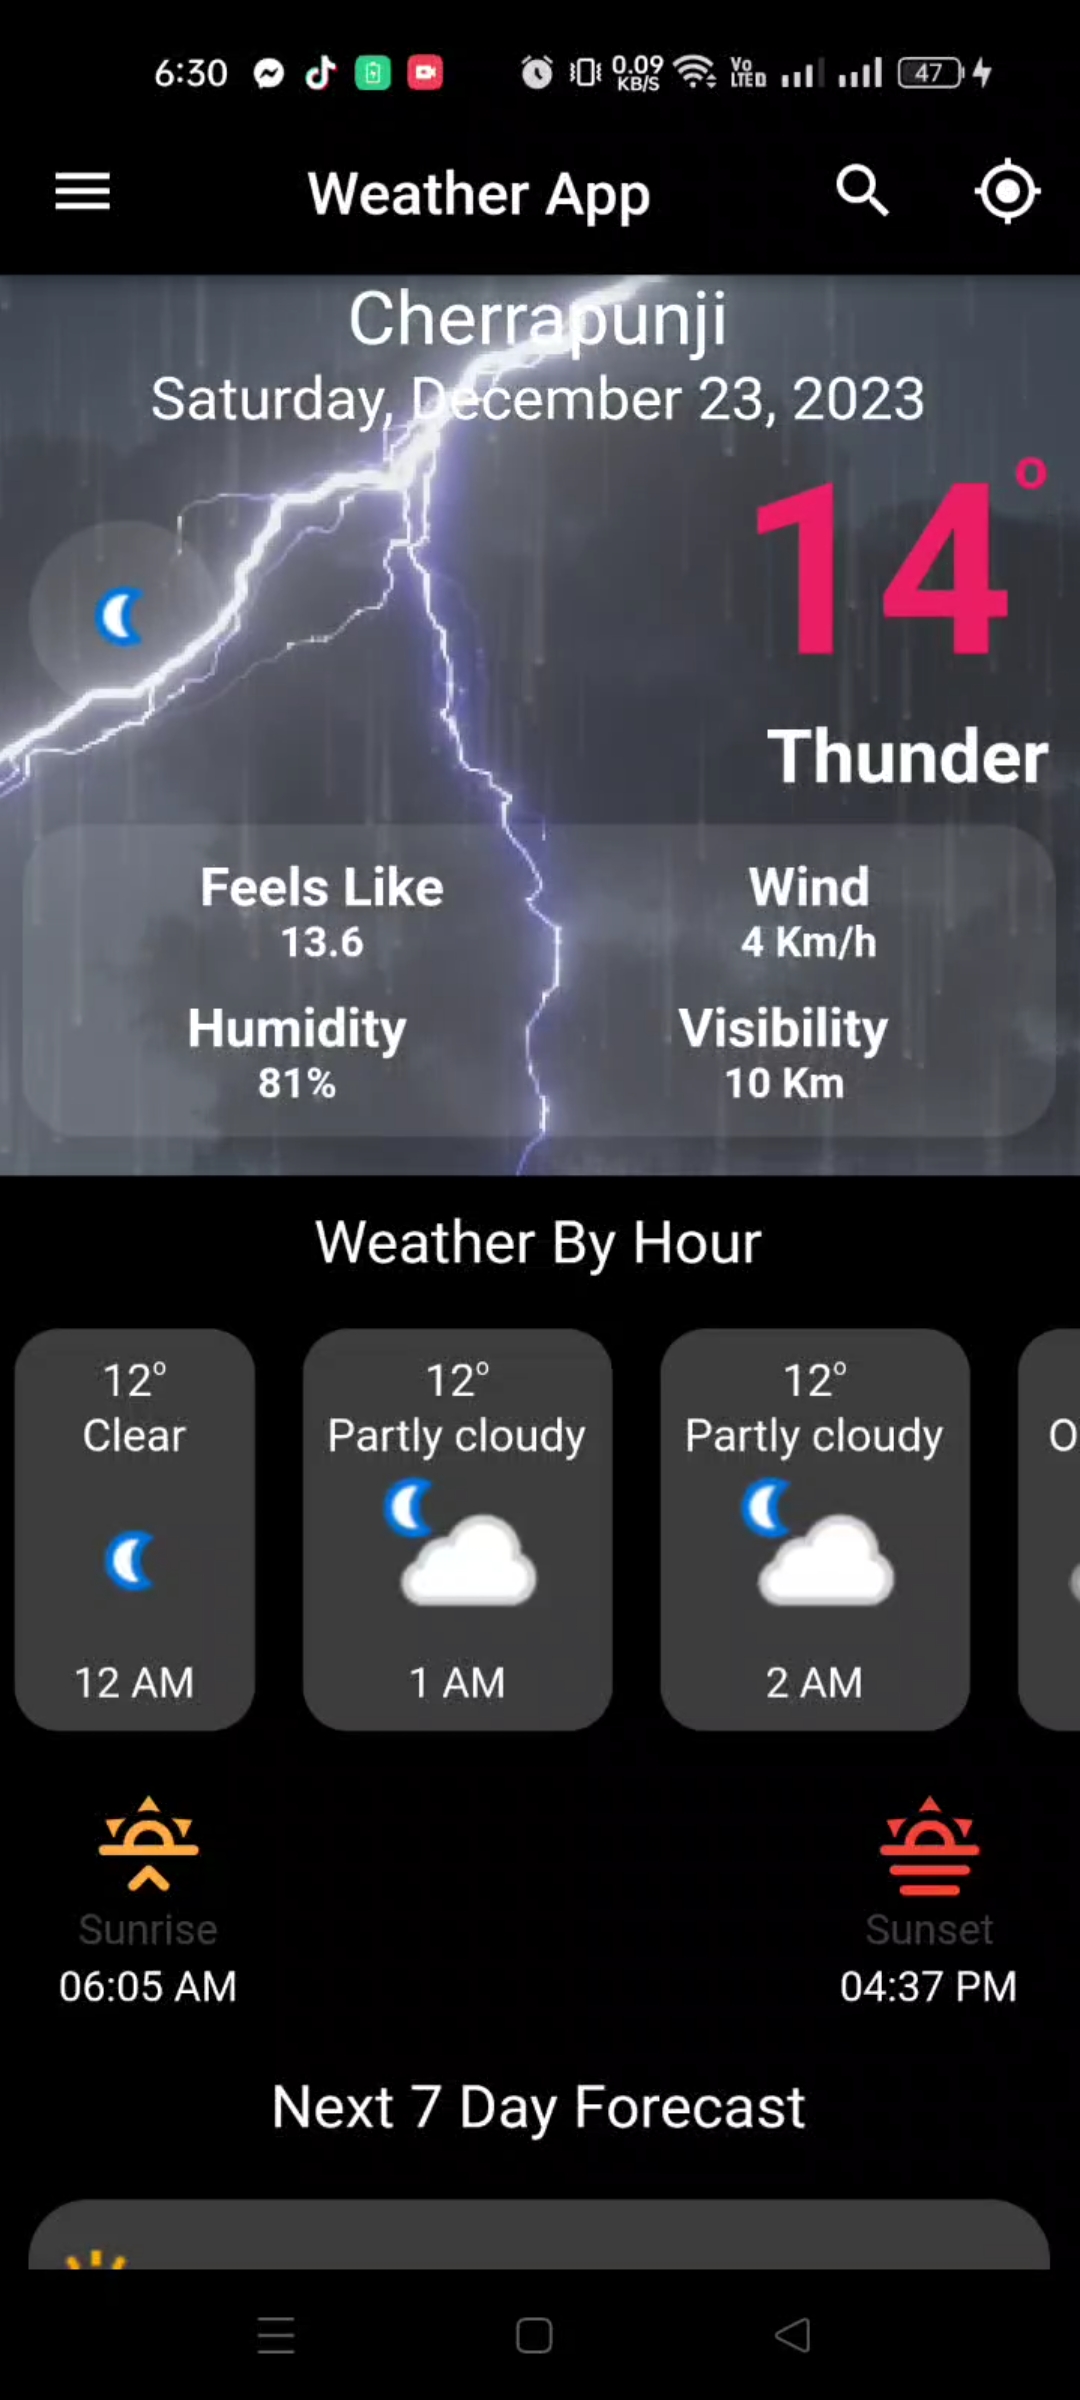 6:30 0.09 KB/S Vo LTE 47
Weather App
Cherrapunji
Saturday, December 23, 2023
14°
Thunder
Feels Like Wind
13.6 4 Km/h
Humidity Visibility
81% 10 Km
Weather By Hour
12° 12° 12°
Clear Partly cloudy Partly cloudy
12 AM 1 AM 2 AM
Sunrise Sunset
06:05 AM 04:37 PM
Next 7 Day Forecast